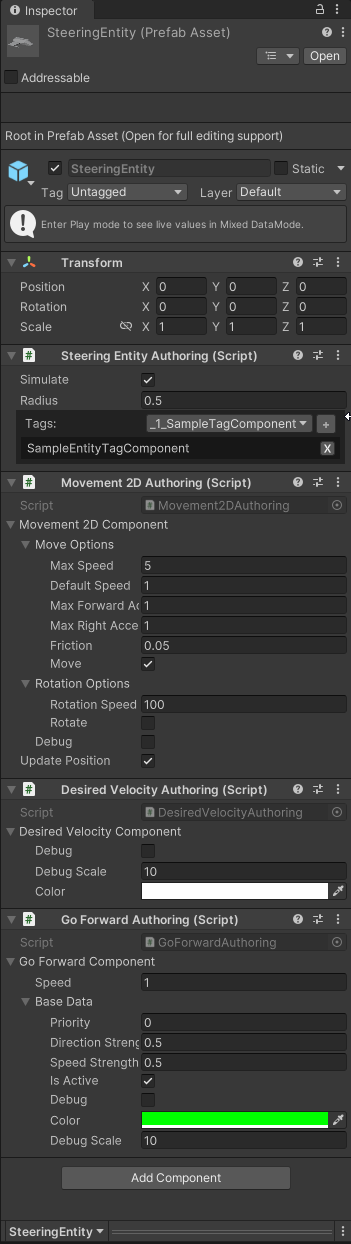 Inspector
SteeringEntity (Prefab Asset)
Open
Addressable
Root in Prefab Asset (Open for full editing support)
SteeringEntity Static
Tag Untagged Layer Default
Enter Play mode to see live values in Mixed DataMode.
Transform
Position X 0 Y 0 Z 0
Rotation X 0 Y 0 Z 0
Scale X 1 Y 1 Z 1
# Steering Entity Authoring (Script)
Simulate
Radius 0.5
Tags: _1_SampleTagComponent +
SampleEntityTagComponent X
# Movement 2D Authoring (Script)
Script # Movement2DAuthoring
Movement 2D Component
Move Options
Max Speed 5
Default Speed 1
Max Forward Ac 1
Max Right Acce 1
Friction 0.05
Move
Rotation Options
Rotation Speed 100
Rotate
Debug
Update Position
# Desired Velocity Authoring (Script)
Script # DesiredVelocityAuthoring
Desired Velocity Component
Debug
Debug Scale 10
Color
# Go Forward Authoring (Script)
Script # GoForwardAuthoring
Go Forward Component
Speed 1
Base Data
Priority 0
Direction Streng 0.5
Speed Strength 0.5
Is Active
Debug
Color
Debug Scale 10
Add Component
SteeringEntity